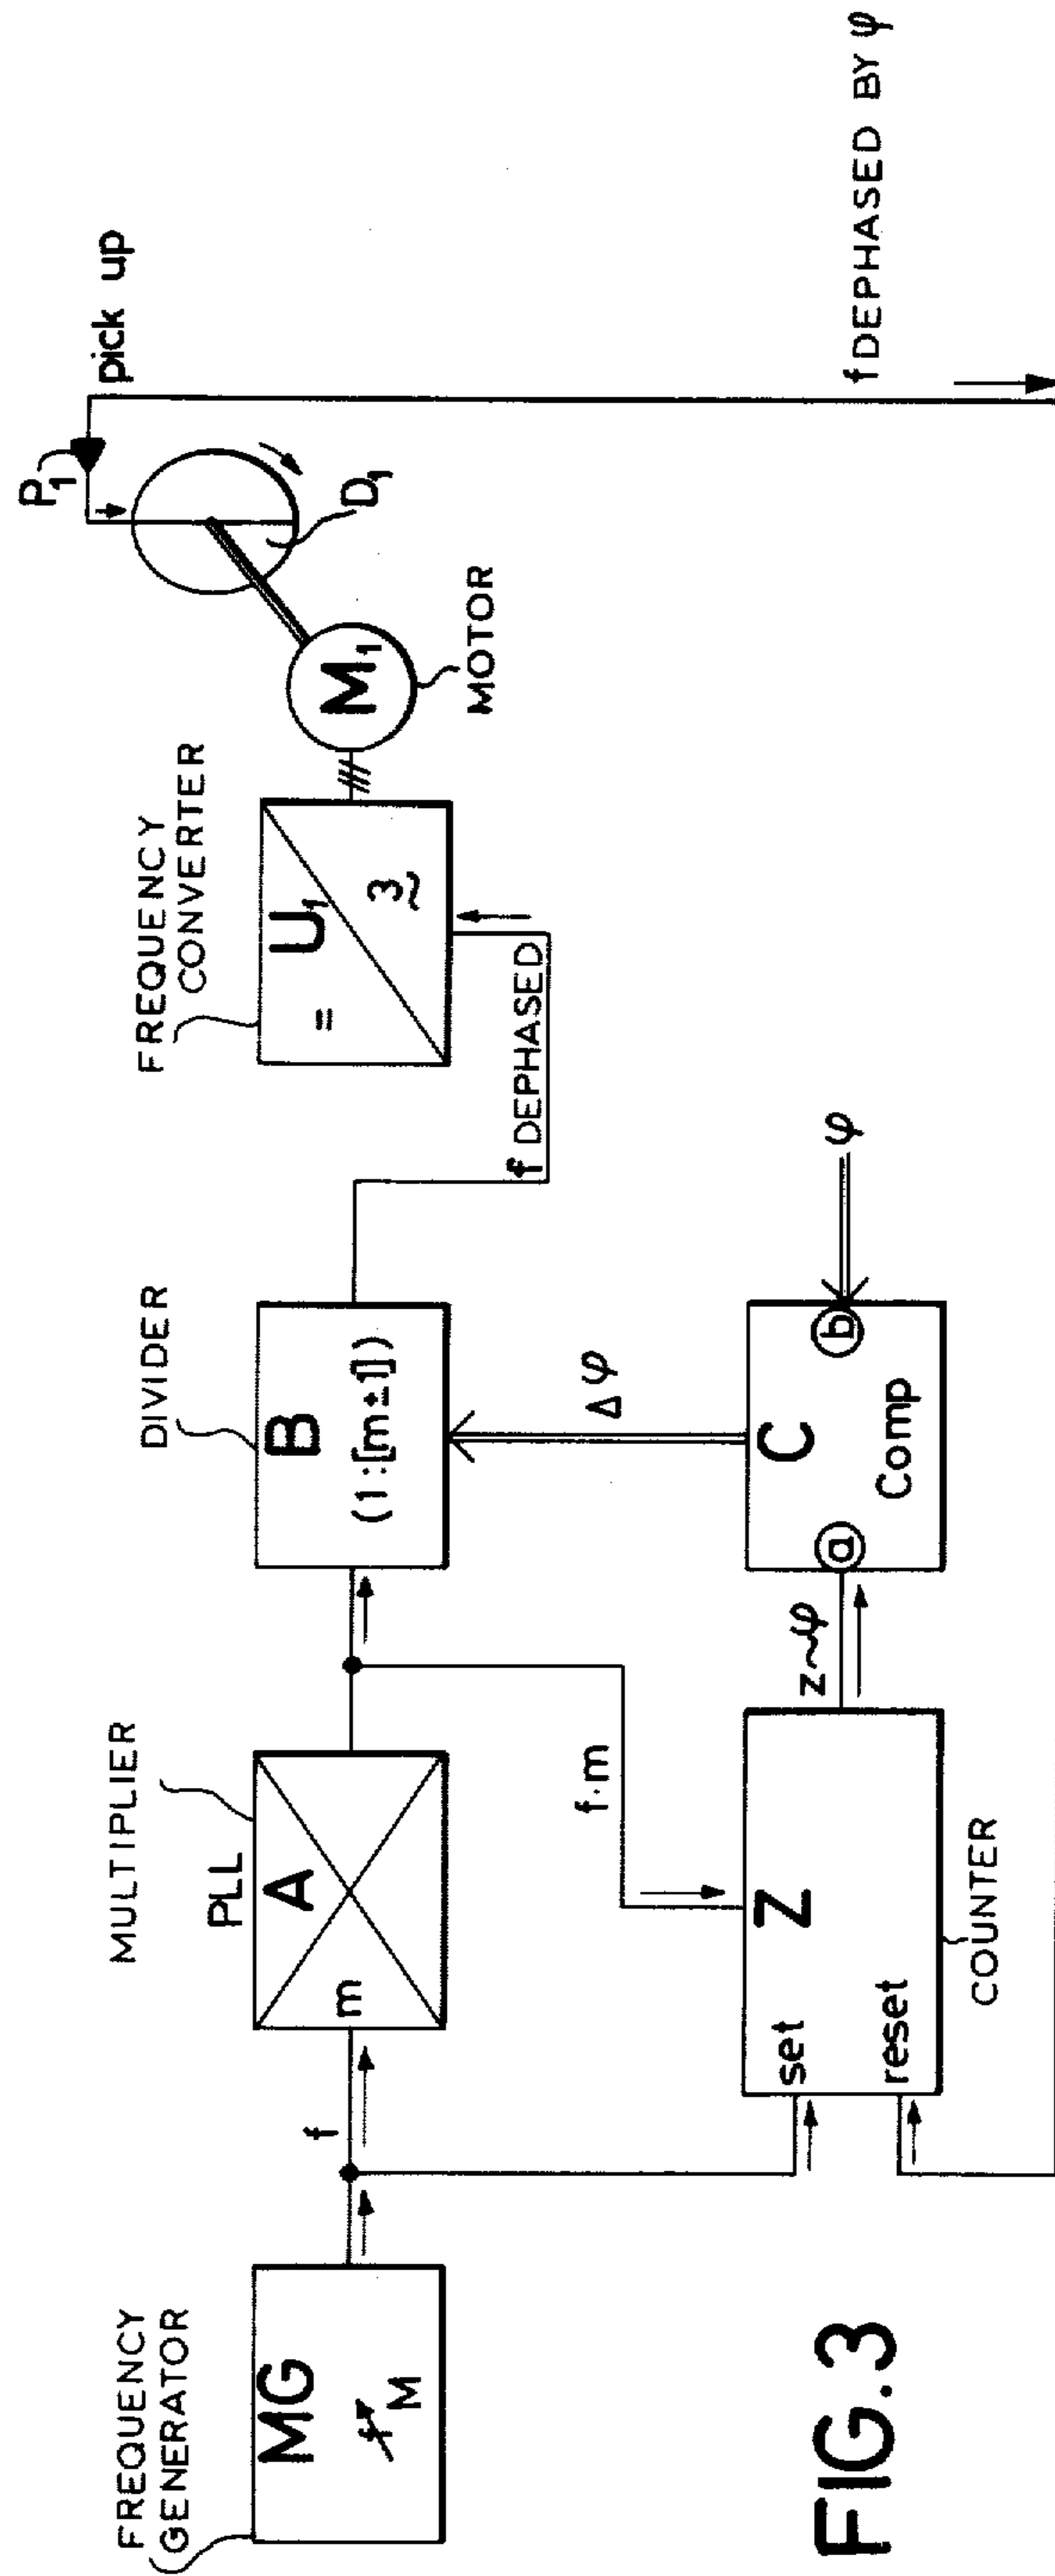 FREQUENCY
GENERATOR
MG
f
M
f
MULTIPLIER
PLL
A
m
DIVIDER
B
(1:[m±1])
f DEPHASED
FREQUENCY
CONVERTER
U1
=
3~
M1
MOTOR
P1
pick up
D1
f·m
Z
set
reset
COUNTER
z~φ
C
a
b
Comp
Δφ
φ
f DEPHASED BY φ
FIG.3